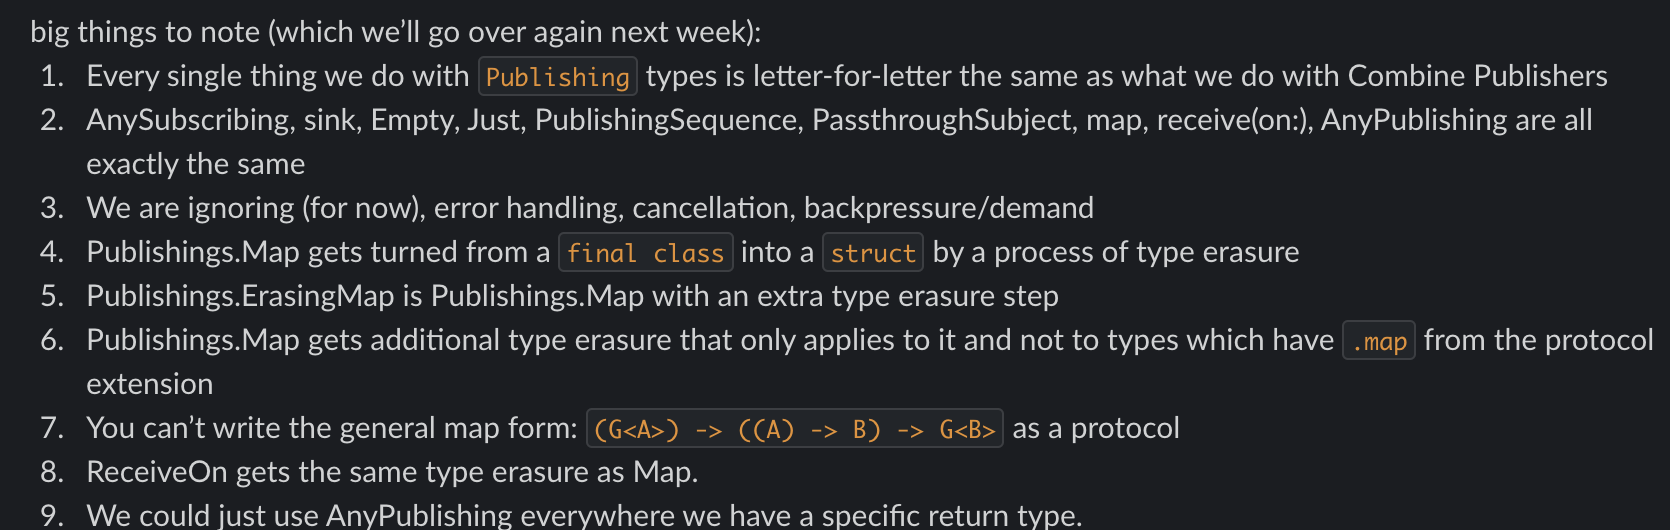 big things to note (which we’ll go over again next week):
1. Every single thing we do with Publishing types is letter-for-letter the same as what we do with Combine Publishers
2. AnySubscribing, sink, Empty, Just, PublishingSequence, PassthroughSubject, map, receive(on:), AnyPublishing are all
exactly the same
3. We are ignoring (for now), error handling, cancellation, backpressure/demand
4. Publishings.Map gets turned from a final class into a struct by a process of type erasure
5. Publishings.ErasingMap is Publishings.Map with an extra type erasure step
6. Publishings.Map gets additional type erasure that only applies to it and not to types which have .map from the protocol
extension
7. You can’t write the general map form: (G<A>) -> ((A) -> B) -> G<B> as a protocol
8. ReceiveOn gets the same type erasure as Map.
9. We could just use AnyPublishing everywhere we have a specific return type.